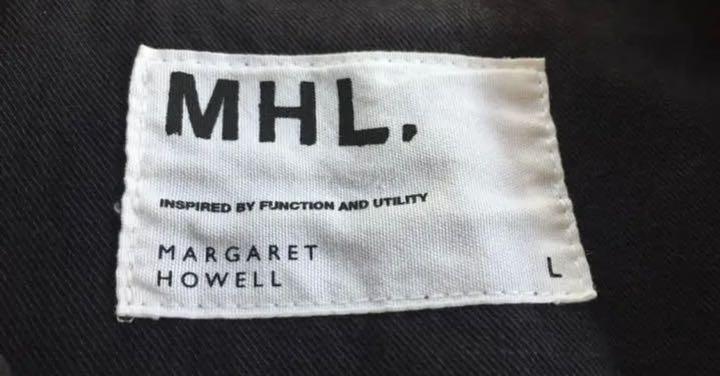 MHL.
INSPIRED BY FUNCTION AND UTILITY
MARGARET
HOWELL
L